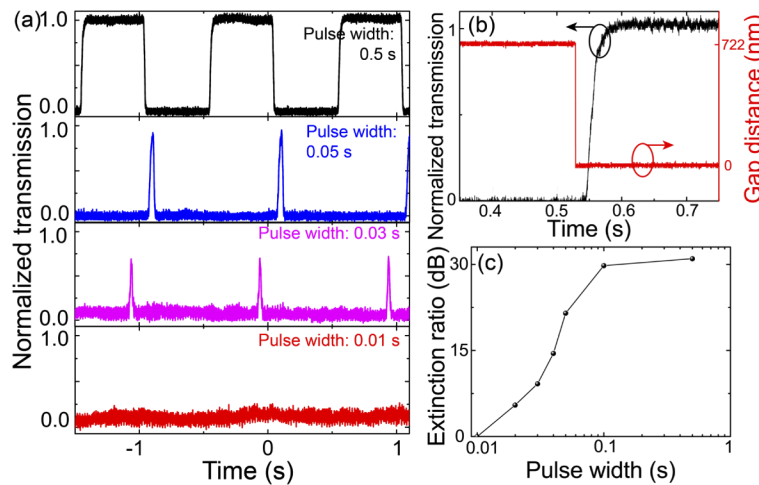 (a)
1.0
Pulse width:
0.5 s
0.0
1.0
Pulse width:
0.05 s
0.0
1.0
Pulse width: 0.03 s
0.0
1.0
Pulse width: 0.01 s
0.0
Normalized transmission
-1 0 1
Time (s)
(b)
1
0
Normalized transmission
722
0
Gap distance (nm)
0.4 0.5 0.6 0.7
Time (s)
(c)
30
15
0
Extinction ratio (dB)
0.01 0.1 1
Pulse width (s)